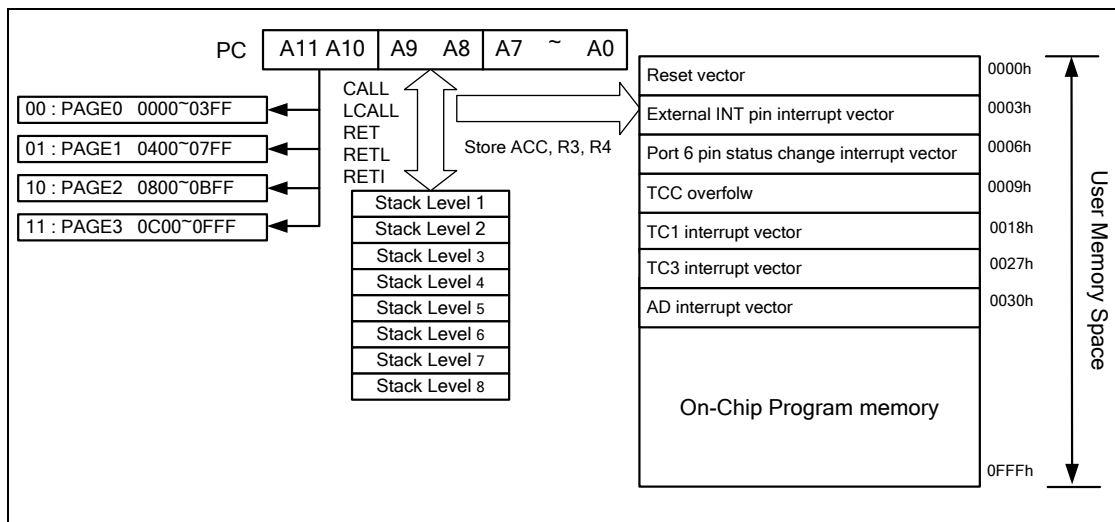 PC A11 A10 A9 A8 A7 ~ A0
00 : PAGE0 0000~03FF
01 : PAGE1 0400~07FF
10 : PAGE2 0800~0BFF
11 : PAGE3 0C00~0FFF
CALL
LCALL
RET
RETL
RETI
Store ACC, R3, R4
Stack Level 1
Stack Level 2
Stack Level 3
Stack Level 4
Stack Level 5
Stack Level 6
Stack Level 7
Stack Level 8
Reset vector 0000h
External INT pin interrupt vector 0003h
Port 6 pin status change interrupt vector 0006h
TCC overfolw 0009h
TC1 interrupt vector 0018h
TC3 interrupt vector 0027h
AD interrupt vector 0030h
On-Chip Program memory
0FFFh
User Memory Space